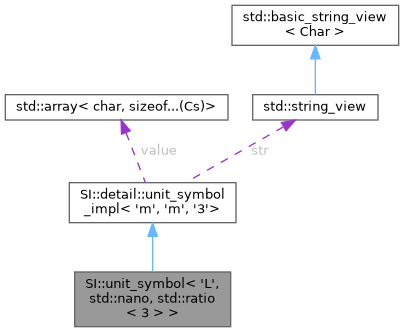 std::basic_string_view
< Char >
std::array< char, sizeof...(Cs)>
std::string_view
value
str
SI::detail::unit_symbol
_impl< 'm', 'm', '3'>
SI::unit_symbol< 'L',
std::nano, std::ratio
< 3 > >